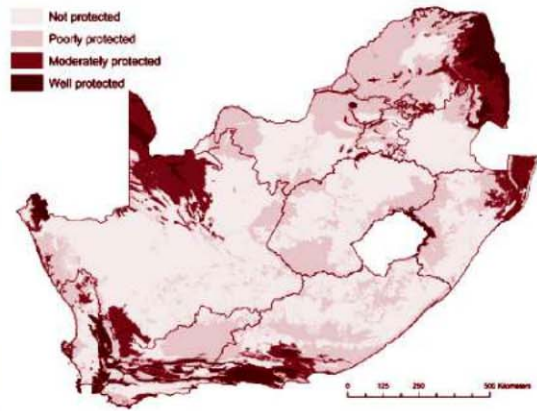 Not protected
Poorly protected
Moderately protected
Well protected
0 125 250 500 Kilometers